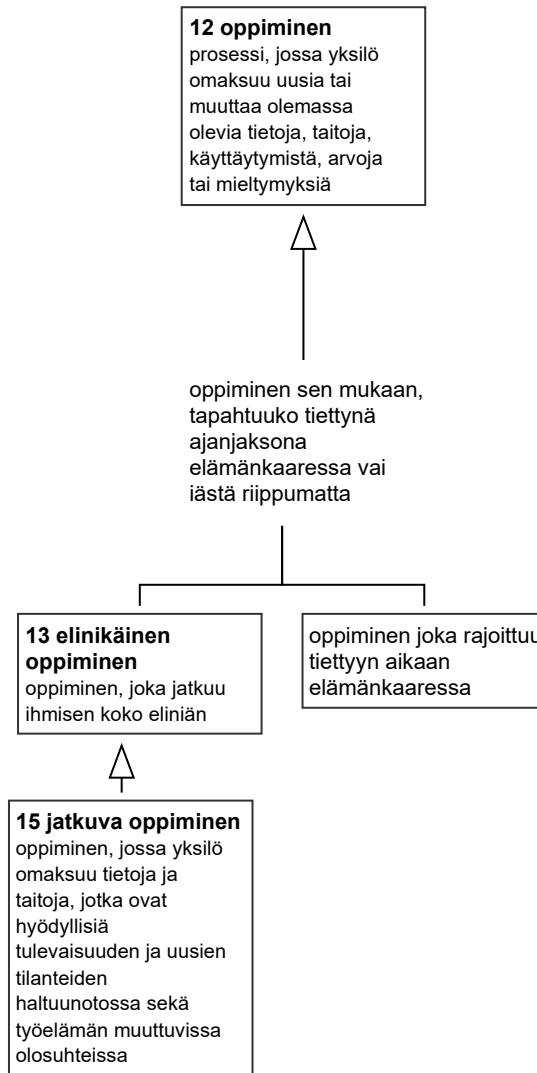 12 oppiminen
prosessi, jossa yksilö
omaksuu uusia tai
muuttaa olemassa
olevia tietoja, taitoja,
käyttäytymistä, arvoja
tai mieltymyksiä
oppiminen sen mukaan,
tapahtuuko tiettynä
ajanjaksona
elämänkaaressa vai
iästä riippumatta
13 elinikäinen
oppiminen
oppiminen, joka jatkuu
ihmisen koko eliniän
oppiminen joka rajoittuu
tiettyyn aikaan
elämänkaaressa
15 jatkuva oppiminen
oppiminen, jossa yksilö
omaksuu tietoja ja
taitoja, jotka ovat
hyödyllisiä
tulevaisuuden ja uusien
tilanteiden
haltuunotossa sekä
työelämän muuttuvissa
olosuhteissa